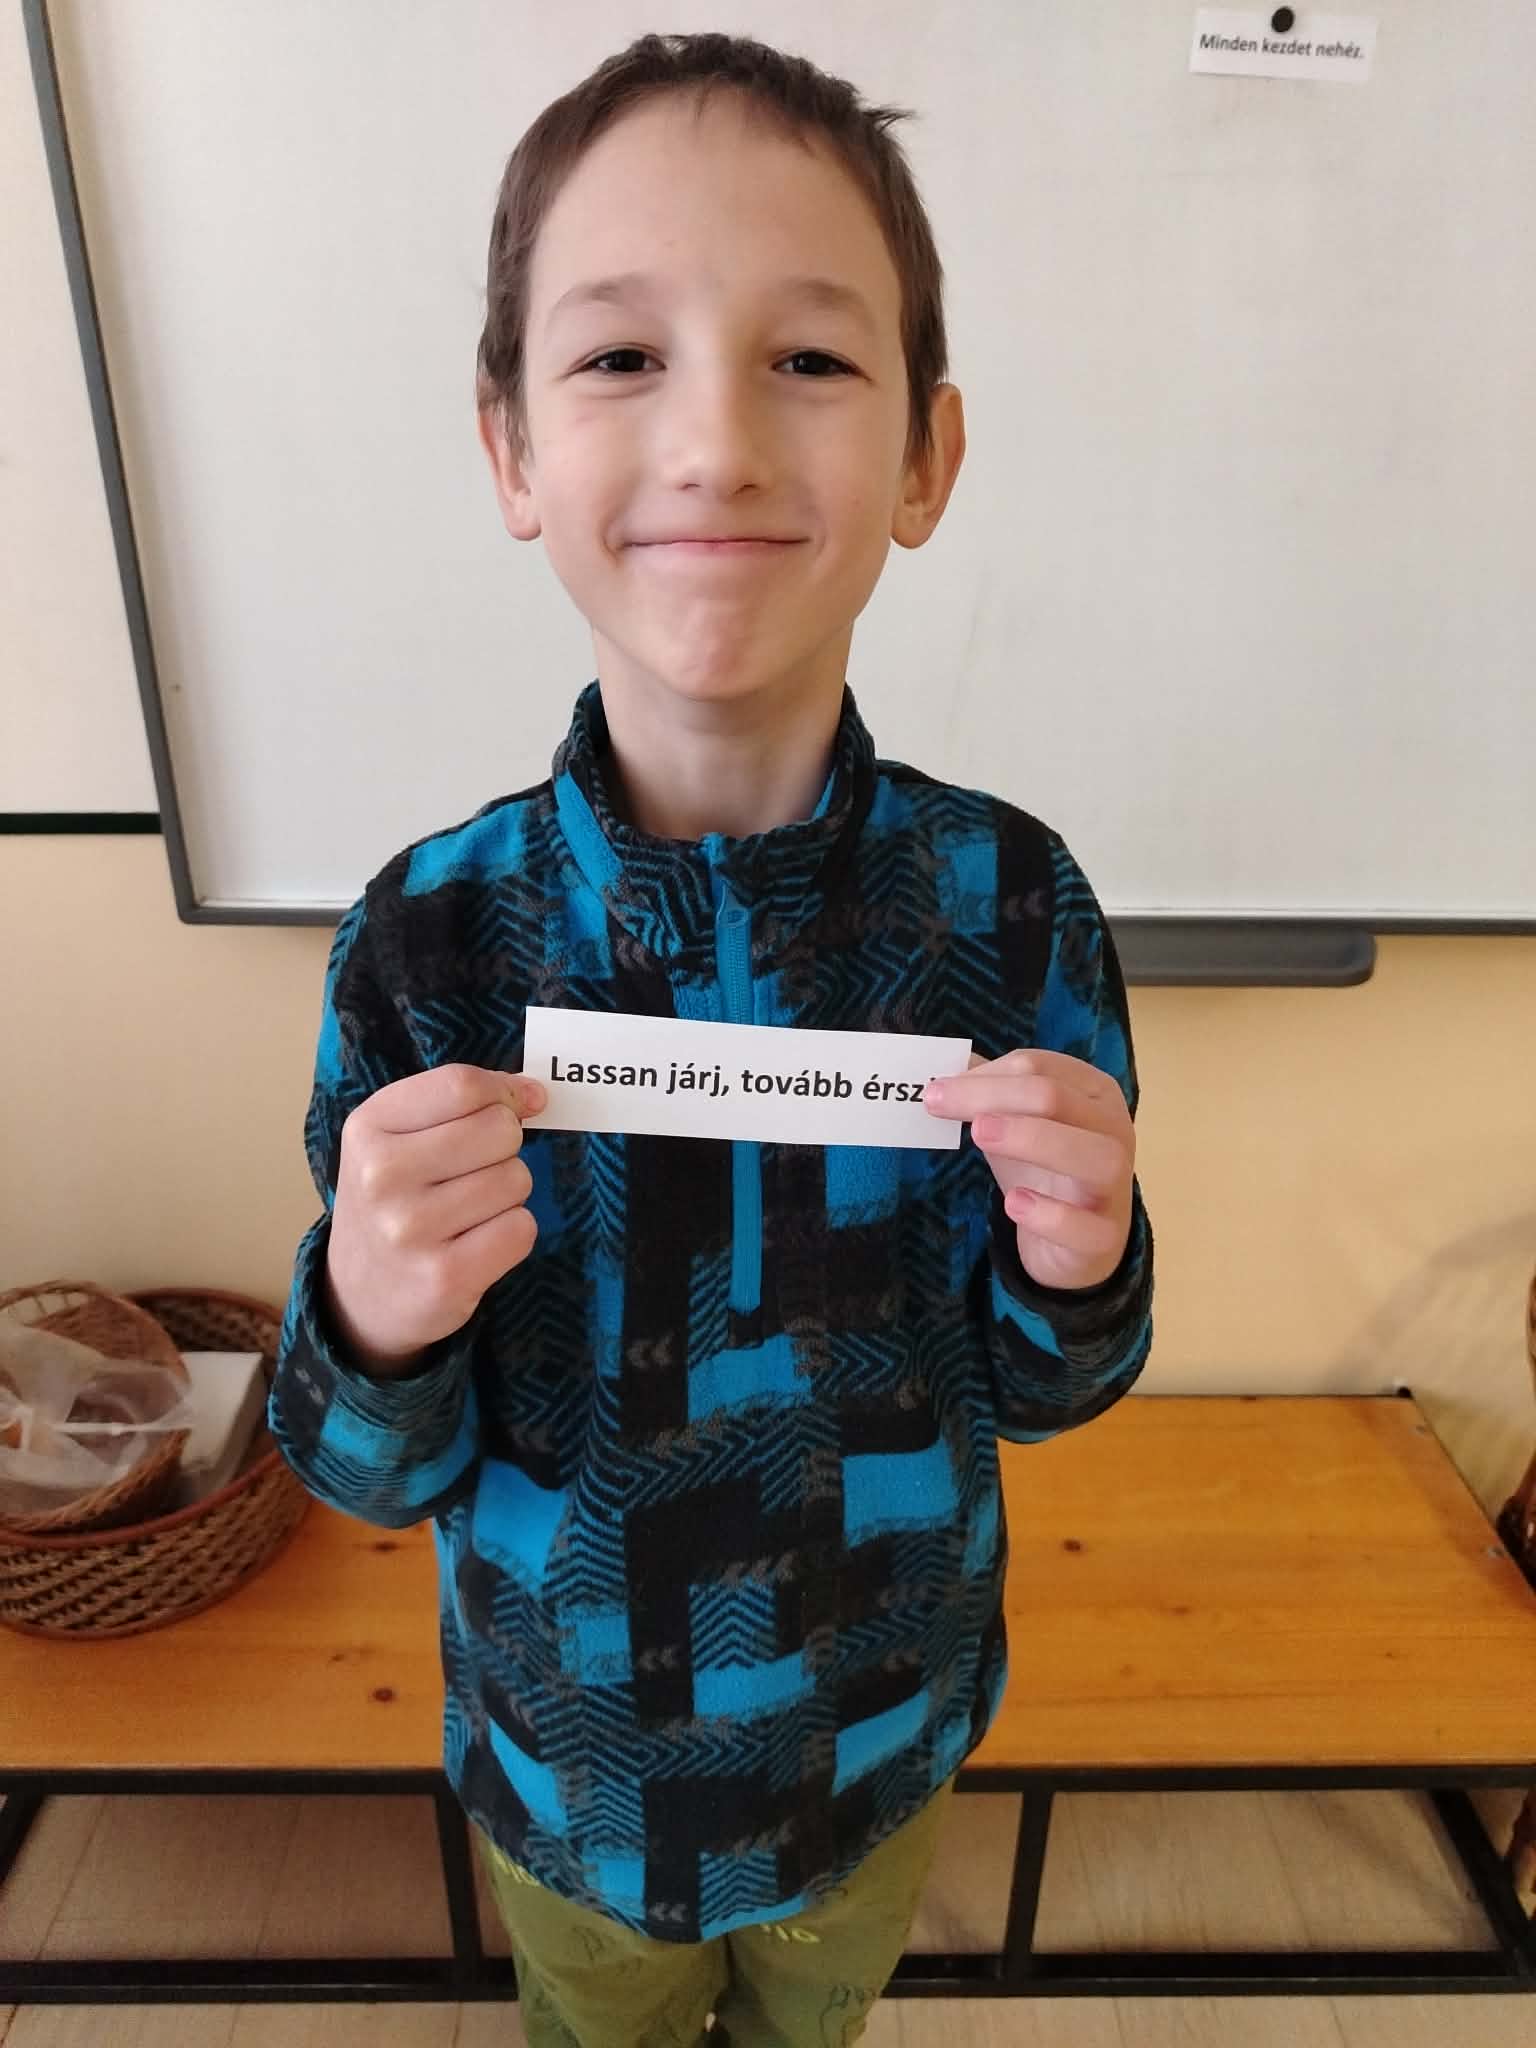 Minden kezdet nehéz.
Lassan járj, tovább érsz